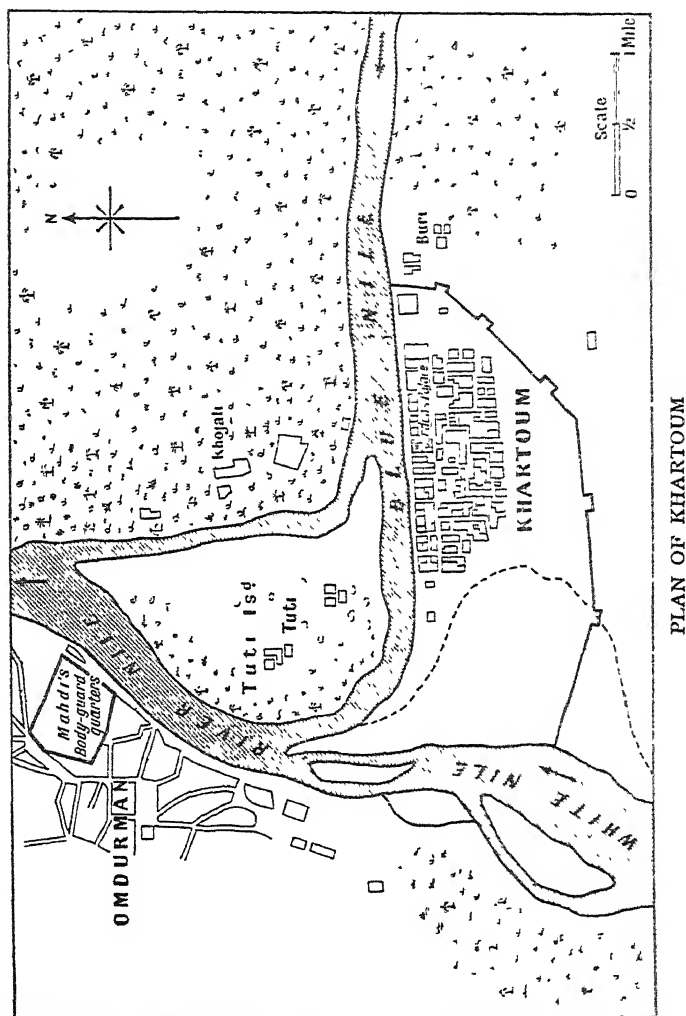 OMDURMAN
Mahdi's
Body-guard
quarters
RIVER NILE
N
Khojali
Tuti Isd
Tuti
BLUE NILE
Palace
Buri
KHARTOUM
WHITE NILE
Scale
0 ½ 1 Mile
PLAN OF KHARTOUM